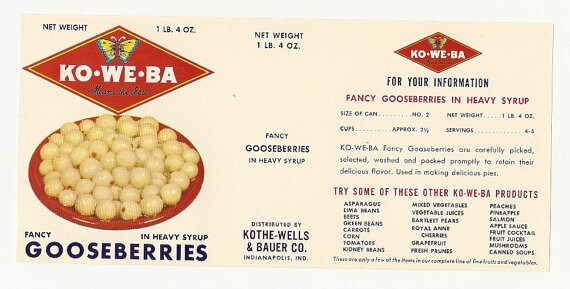 NET WEIGHT 1 LB. 4 OZ.
KO•WE•BA
Means the Best
FANCY IN HEAVY SYRUP
GOOSEBERRIES
NET WEIGHT
1 LB. 4 OZ.
FANCY
GOOSEBERRIES
IN HEAVY SYRUP
DISTRIBUTED BY
KOTHE-WELLS
& BAUER CO.
INDIANAPOLIS, IND.
KO•WE•BA
FOR YOUR INFORMATION
FANCY GOOSEBERRIES IN HEAVY SYRUP
SIZE OF CAN..........NO. 2 NET WEIGHT.....1 LB. 4 OZ.
CUPS.........APPROX. 2½ SERVINGS..............4-5
KO-WE-BA Fancy Gooseberries are carefully picked,
selected, washed and packed promptly to retain their
delicious flavor. Used in making delicious pies.
TRY SOME OF THESE OTHER KO-WE-BA PRODUCTS
ASPARAGUS
LIMA BEANS
BEETS
GREEN BEANS
CARROTS
CORN
TOMATOES
KIDNEY BEANS
MIXED VEGETABLES
VEGETABLE JUICES
BARTLETT PEARS
ROYAL ANNE
CHERRIES
GRAPEFRUIT
FRESH PRUNES
PEACHES
PINEAPPLE
SALMON
APPLE SAUCE
FRUIT COCKTAIL
FRUIT JUICES
MUSHROOMS
CANNED SOUPS
These are only a few of the items in our complete line of fine fruits and vegetables.